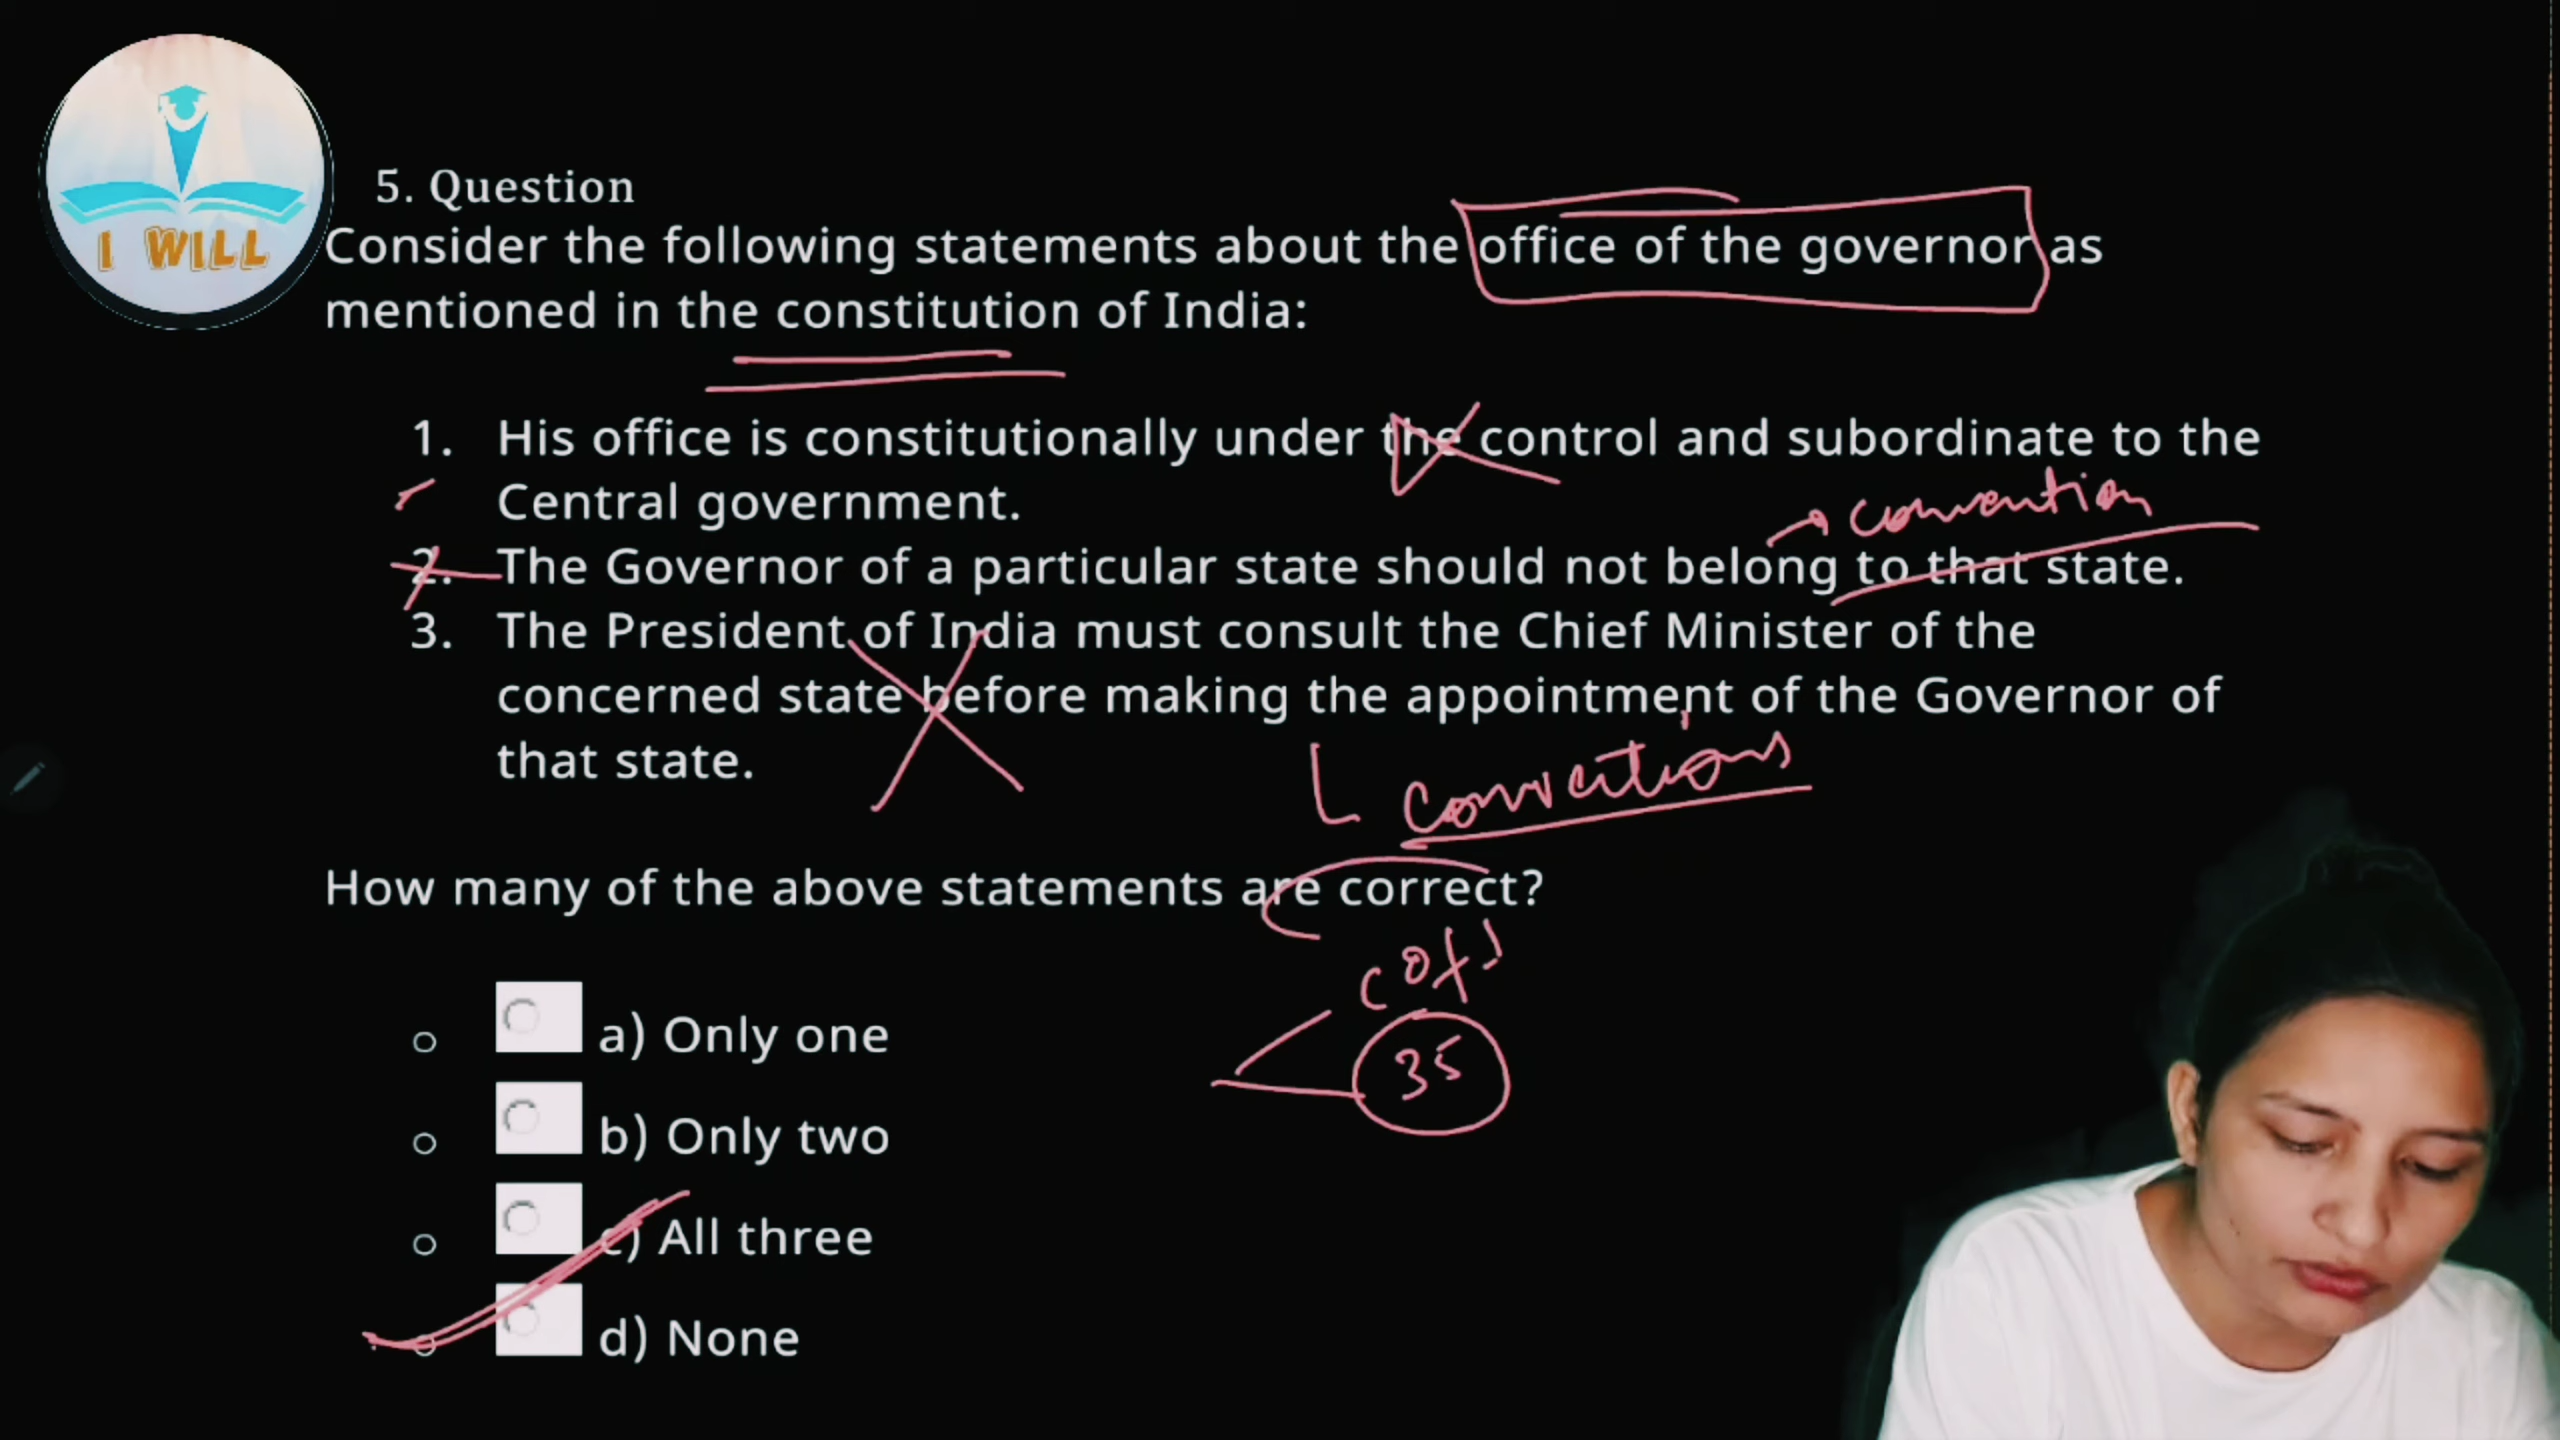 I WILL
5. Question
Consider the following statements about the office of the governor as
mentioned in the constitution of India:
1. His office is constitutionally under the control and subordinate to the
Central government.
convention
2. The Governor of a particular state should not belong to that state.
3. The President of India must consult the Chief Minister of the
concerned state before making the appointment of the Governor of
that state.
How many of the above statements are correct?
35
a) Only one
b) Only two
c) All three
d) None